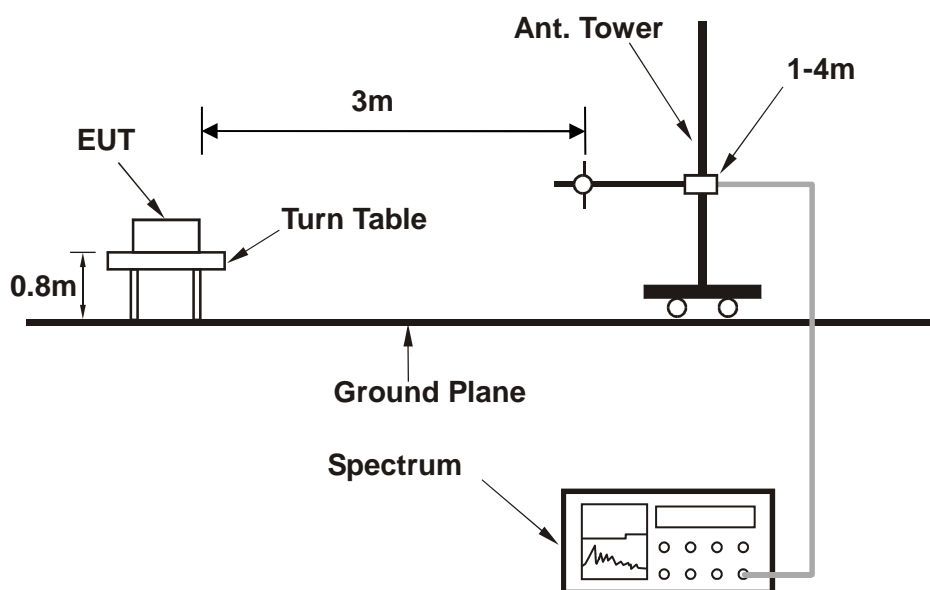 Ant. Tower
1-4m
3m
EUT
Turn Table
0.8m
Ground Plane
Spectrum